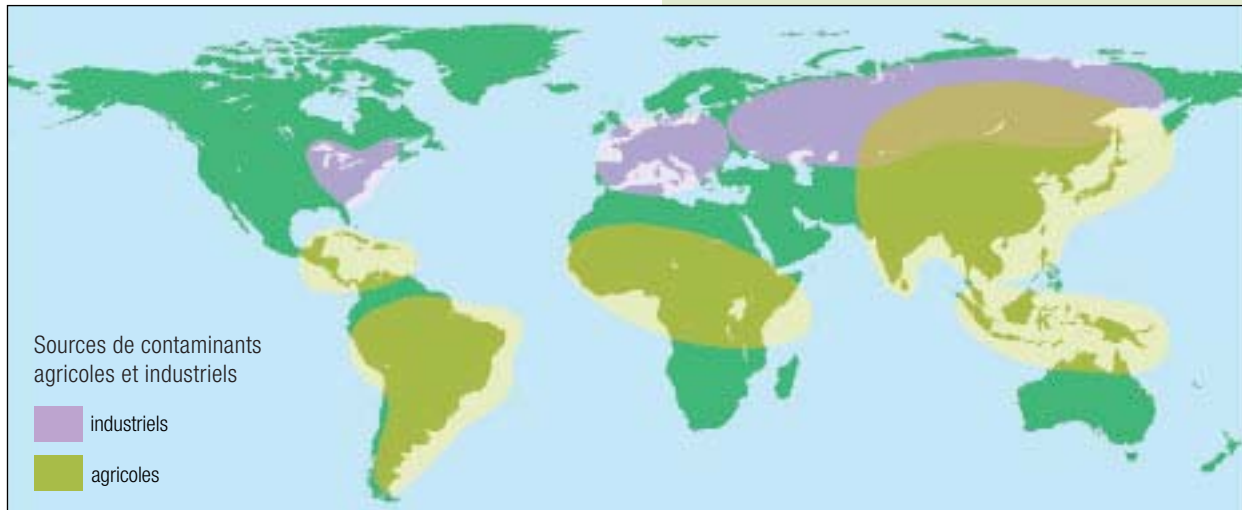 Sources de contaminants
agricoles et industriels
industriels
agricoles